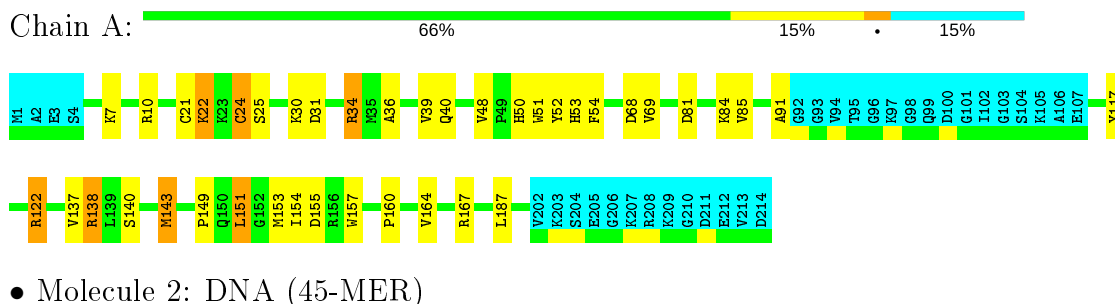 Chain A:
66% 15% • 15%
M1 A2 E3 S4 K7 R10 C21 K22 K23 C24 S25 K30 D31 R34 M35 A36 V39 Q40 V48 P49 H50 W51 Y52 H53 F54 D68 V69 D81 K84 V85 A91 G92 G93 V94 T95 G96 K97 G98 Q99 D100 G101 I102 G103 S104 K105 A106 E107
R122 V137 R138 L139 S140 M143 P149 Q150 L151 G152 M153 I154 D155 R156 W157 P160 V164 R167 L187 V202 K203 S204 E205 G206 K207 R208 K209 G210 D211 E212 V213 D214
• Molecule 2: DNA (45-MER)